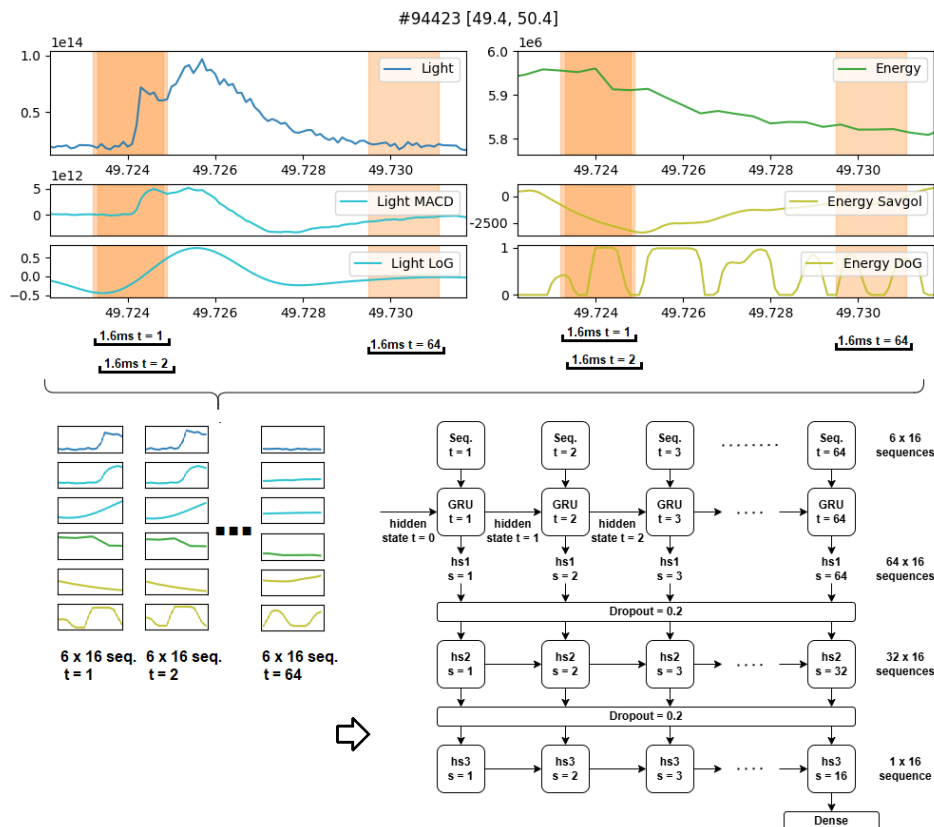 #94423 [49.4, 50.4]
1e14
Light
1.0
0.5
49.724 49.726 49.728 49.730
1e12
Light MACD
5
0
Light LoG
0.5
0.0
−0.5
49.724 49.726 49.728 49.730
1.6ms t = 1
1.6ms t = 2
1.6ms t = 64
1e6
Energy
6.0
5.9
5.8
49.724 49.726 49.728 49.730
Energy Savgol
0
-2500
Energy DoG
1
0
49.724 49.726 49.728 49.730
1.6ms t = 1
1.6ms t = 2
1.6ms t = 64
6 x 16 seq.
t = 1
6 x 16 seq.
t = 2
6 x 16 seq.
t = 64
Seq.
t = 1
Seq.
t = 2
Seq.
t = 3
Seq.
t = 64
6 x 16
sequences
hidden
state t = 0
GRU
t = 1
hidden
state t = 1
GRU
t = 2
hidden
state t = 2
GRU
t = 3
GRU
t = 64
hs1
s = 1
hs1
s = 2
hs1
s = 3
hs1
s = 64
64 x 16
sequences
Dropout = 0.2
hs2
s = 1
hs2
s = 2
hs2
s = 3
hs2
s = 32
32 x 16
sequences
Dropout = 0.2
hs3
s = 1
hs3
s = 2
hs3
s = 3
hs3
s = 16
1 x 16
sequence
Dense